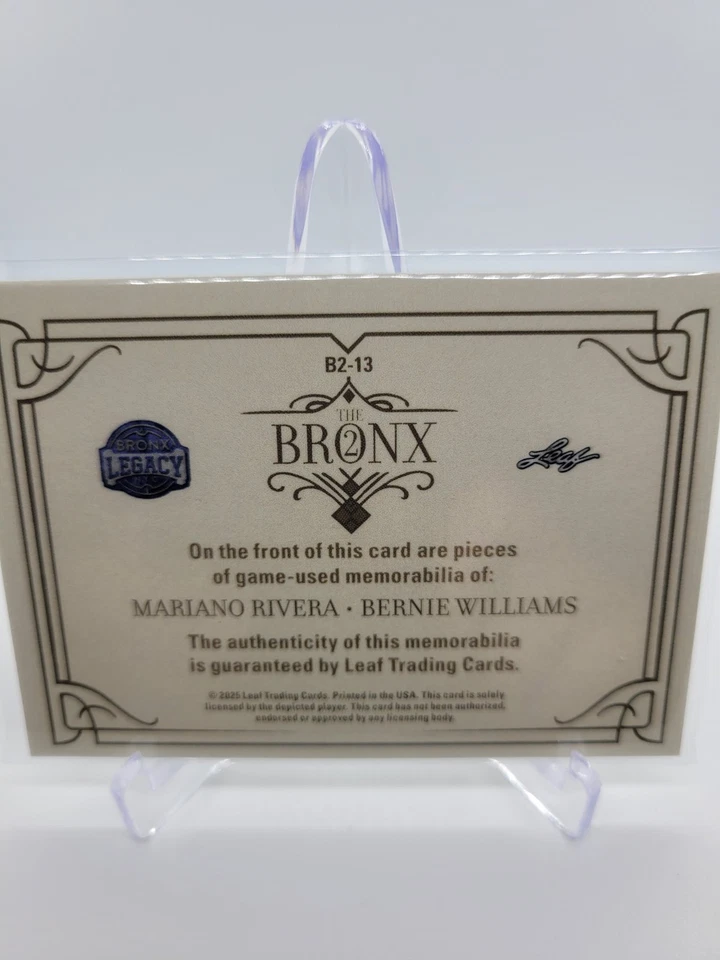 B2-13
THE
BRONX
2
BRONX
LEGACY
Leaf
On the front of this card are pieces
of game-used memorabilia of:
MARIANO RIVERA · BERNIE WILLIAMS
The authenticity of this memorabilia
is guaranteed by Leaf Trading Cards.
© 2025 Leaf Trading Cards. Printed in the USA. This card is solely
licensed by the depicted player. This card has not been authorized,
endorsed or approved by any licensing body.